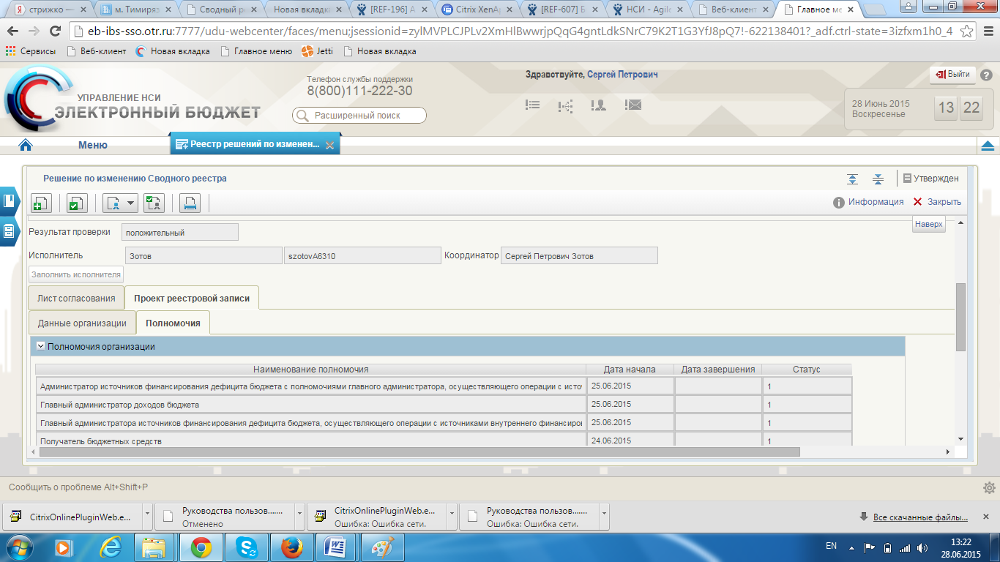 стрижко —
м. Тимиряз
Сводный р
Новая вкладка
[REF-196] А
Citrix XenAp
[REF-607] Б
НСИ - Agile
Веб-клиент
Главное ме
eb-ibs-sso.otr.ru:7777/udu-webcenter/faces/menu;jsessionid=zylMVPLCJPLv2XmHlBwwrjpQqG4gntLdkSNrC79K2T1G3YfJ8pQ7!-622138401?_adf.ctrl-state=3izfxm1h0_4
Сервисы
Веб-клиент
Новая вкладка
Главное меню
Jetti
Новая вкладка
УПРАВЛЕНИЕ НСИ
ЭЛЕКТРОННЫЙ БЮДЖЕТ
Телефон службы поддержки
8(800)111-222-30
Расширенный поиск
Здравствуйте, Сергей Петрович
Выйти
28 Июнь 2015
Воскресенье
13 22
Меню
Реестр решений по изменен...
Решение по изменению Сводного реестра
Утвержден
Информация
Закрыть
Наверх
Результат проверки
положительный
Исполнитель
Зотов
szotovA6310
Координатор
Сергей Петрович Зотов
Заполнить исполнителя
Лист согласования
Проект реестровой записи
Данные организации
Полномочия
Полномочия организации
Наименование полномочия
Дата начала
Дата завершения
Статус
Администратор источников финансирования дефицита бюджета с полномочиями главного администратора, осуществляющего операции с исто
25.06.2015
1
Главный администратор доходов бюджета
25.06.2015
1
Главный администратора источников финансирования дефицита бюджета, осуществляющего операции с источниками внутреннего финансиров
25.06.2015
1
Получатель бюджетных средств
24.06.2015
1
Сообщить о проблеме Alt+Shift+P
CitrixOnlinePluginWeb.e...
Руководства пользов.......
Отменено
CitrixOnlinePluginWeb.e...
Ошибка: Ошибка сети.
Руководства пользов.......
Ошибка: Ошибка сети.
Все скачанные файлы...
EN
13:22
28.06.2015